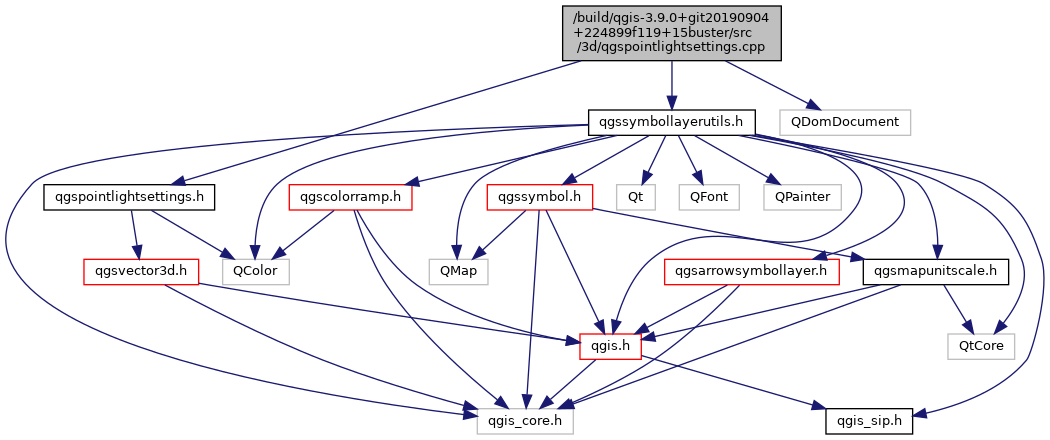 /build/qgis-3.9.0+git20190904
+224899f119+15buster/src
/3d/qgspointlightsettings.cpp
qgssymbollayerutils.h
QDomDocument
qgspointlightsettings.h
qgscolorramp.h
qgssymbol.h
Qt
QFont
QPainter
qgsvector3d.h
QColor
QMap
qgsarrowsymbollayer.h
qgsmapunitscale.h
qgis.h
QtCore
qgis_core.h
qgis_sip.h